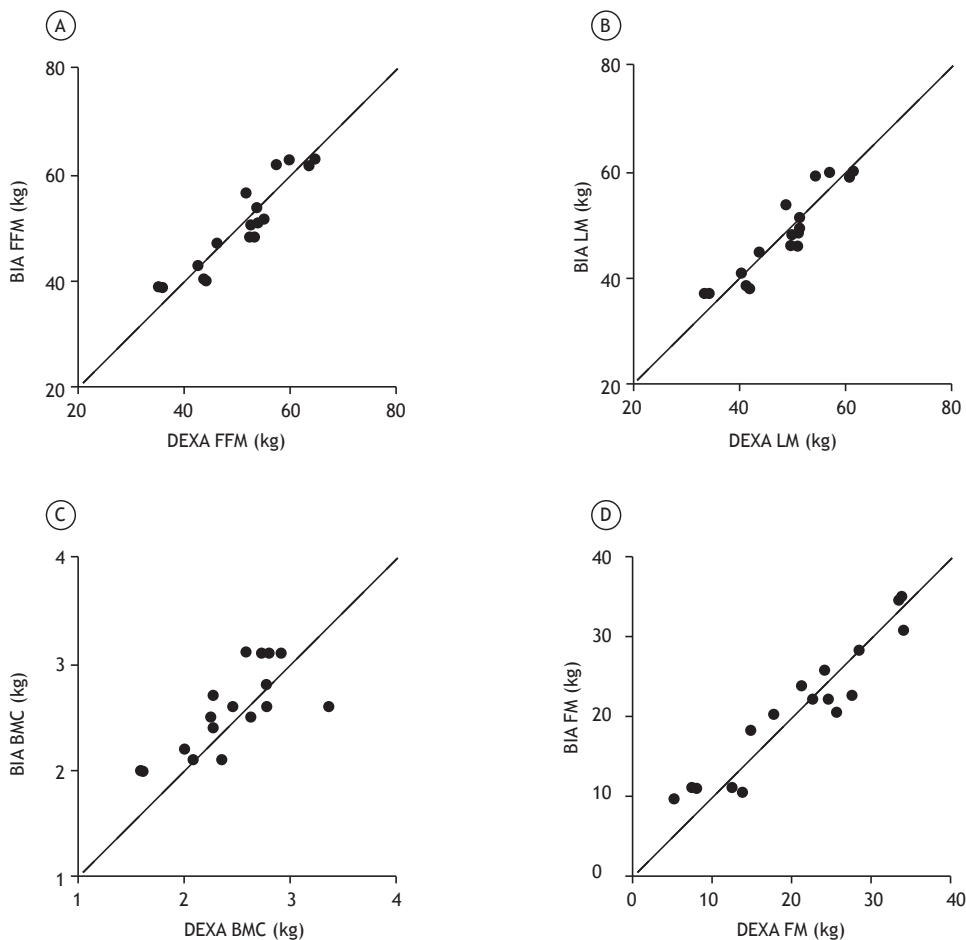 A
80
60
40
20
20
40
60
80
BIA FFM (kg)
DEXA FFM (kg)
B
80
60
40
20
20
40
60
80
BIA LM (kg)
DEXA LM (kg)
C
4
3
2
1
1
2
3
4
BIA BMC (kg)
DEXA BMC (kg)
D
40
30
20
10
0
0
10
20
30
40
BIA FM (kg)
DEXA FM (kg)